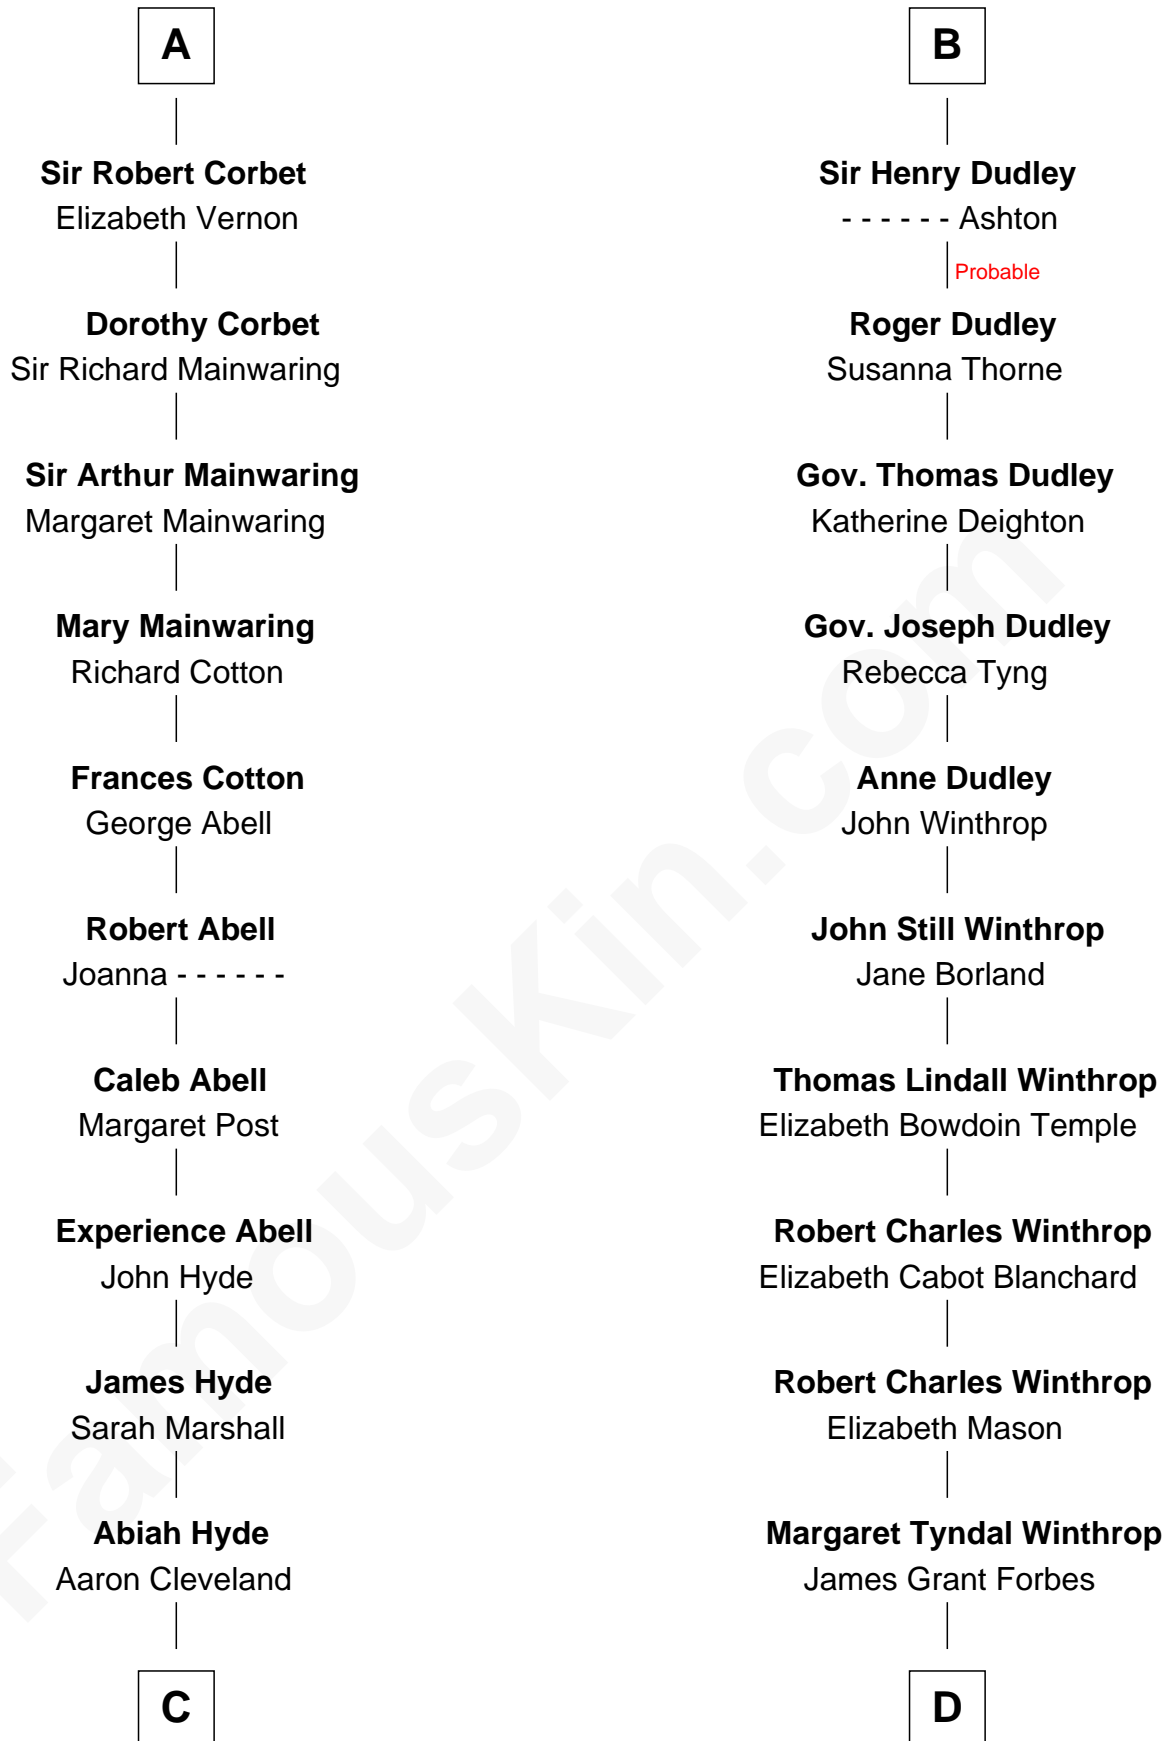 A
Sir Robert Corbet
Elizabeth Vernon
Dorothy Corbet
Sir Richard Mainwaring
Sir Arthur Mainwaring
Margaret Mainwaring
Mary Mainwaring
Richard Cotton
Frances Cotton
George Abell
Robert Abell
Joanna - - - - - -
Caleb Abell
Margaret Post
Experience Abell
John Hyde
James Hyde
Sarah Marshall
Abiah Hyde
Aaron Cleveland
C
B
Sir Henry Dudley
- - - - - - Ashton
Probable
Roger Dudley
Susanna Thorne
Gov. Thomas Dudley
Katherine Deighton
Gov. Joseph Dudley
Rebecca Tyng
Anne Dudley
John Winthrop
John Still Winthrop
Jane Borland
Thomas Lindall Winthrop
Elizabeth Bowdoin Temple
Robert Charles Winthrop
Elizabeth Cabot Blanchard
Robert Charles Winthrop
Elizabeth Mason
Margaret Tyndal Winthrop
James Grant Forbes
D
FamousKin.com